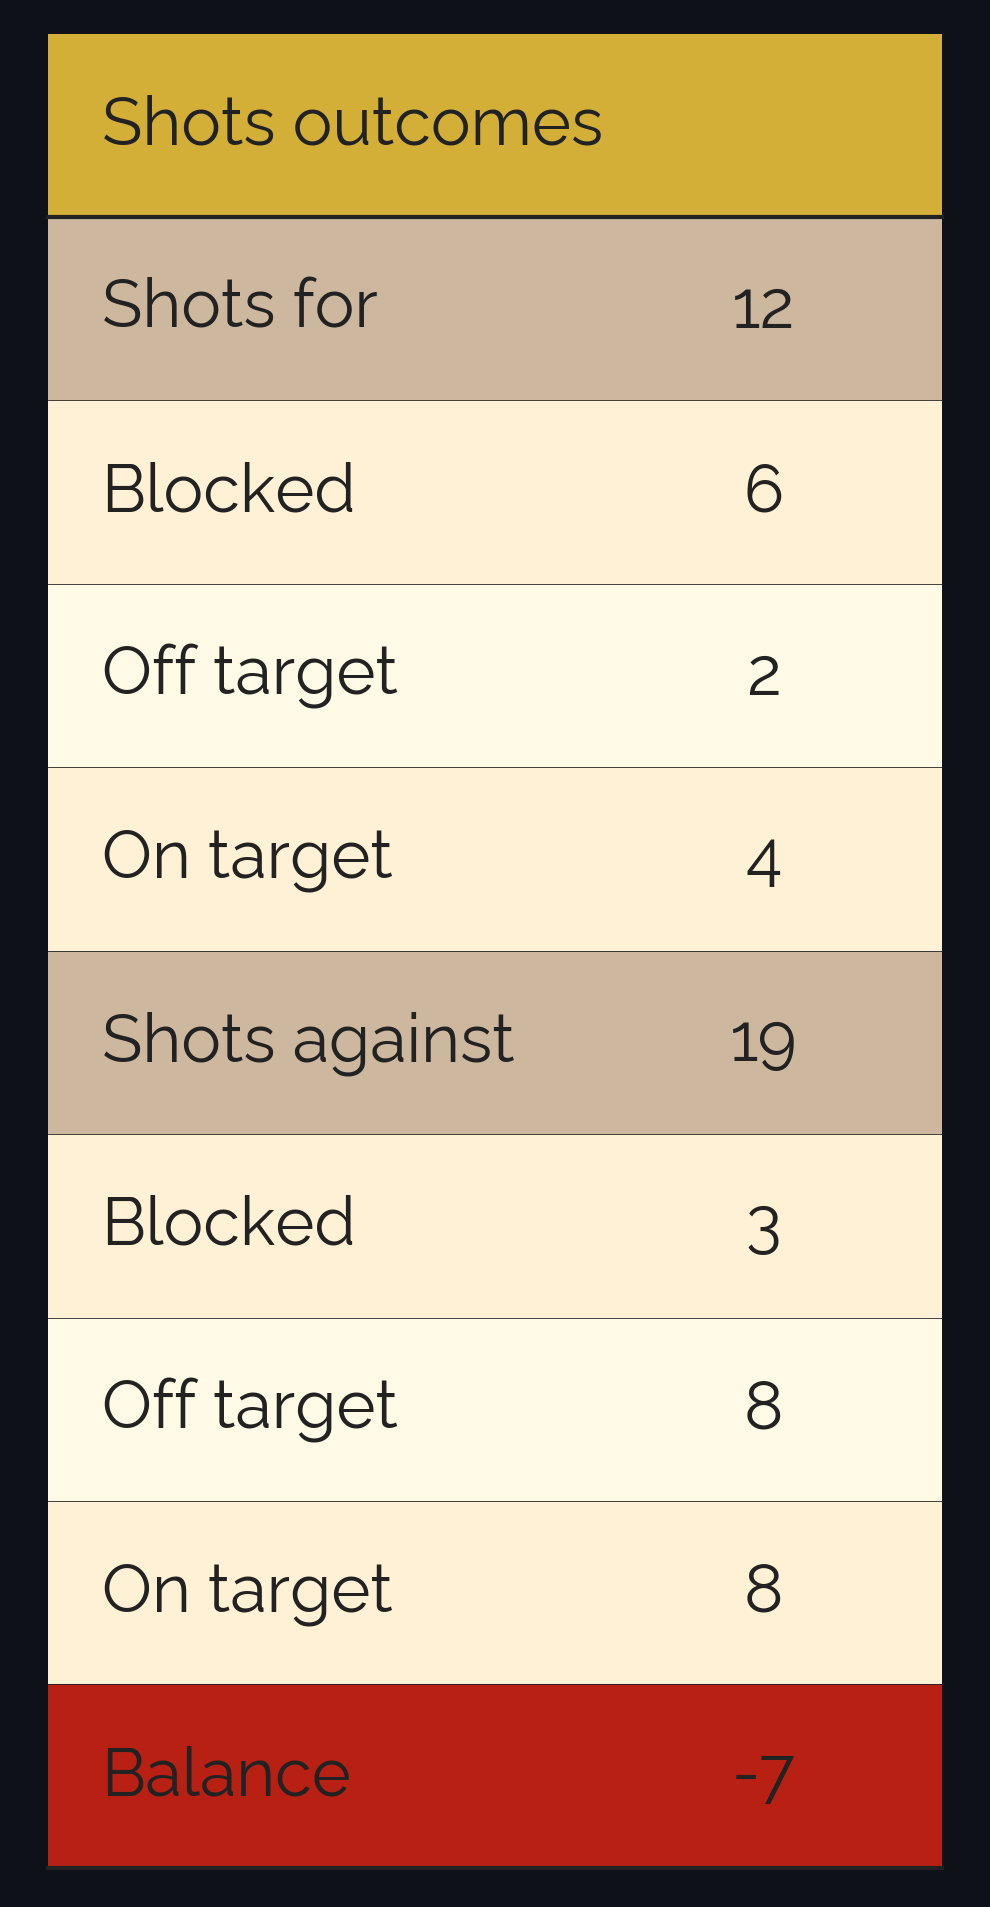 Shots outcomes
Shots for 12
Blocked 6
Off target 2
On target 4
Shots against 19
Blocked 3
Off target 8
On target 8
Balance -7